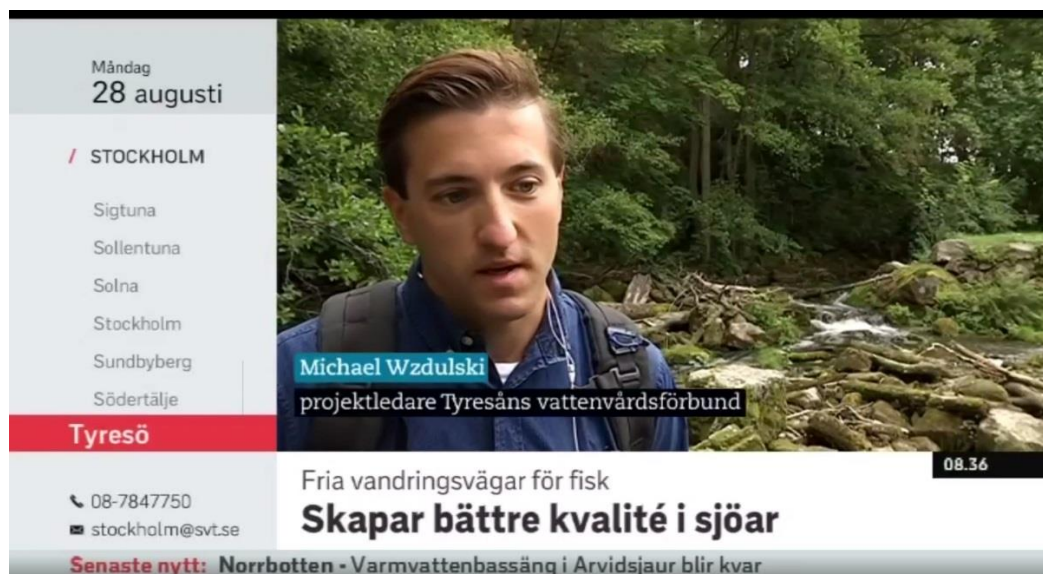 Måndag
28 augusti
/ STOCKHOLM
Sigtuna
Sollentuna
Solna
Stockholm
Sundbyberg
Södertälje
Tyresö
08-7847750
stockholm@svt.se
Michael Wzdulski
projektledare Tyresåns vattenvårdsförbund
08.36
Fria vandringsvägar för fisk
Skapar bättre kvalité i sjöar
Senaste nytt: Norrbotten - Varmvattenbassäng i Arvidsjaur blir kvar